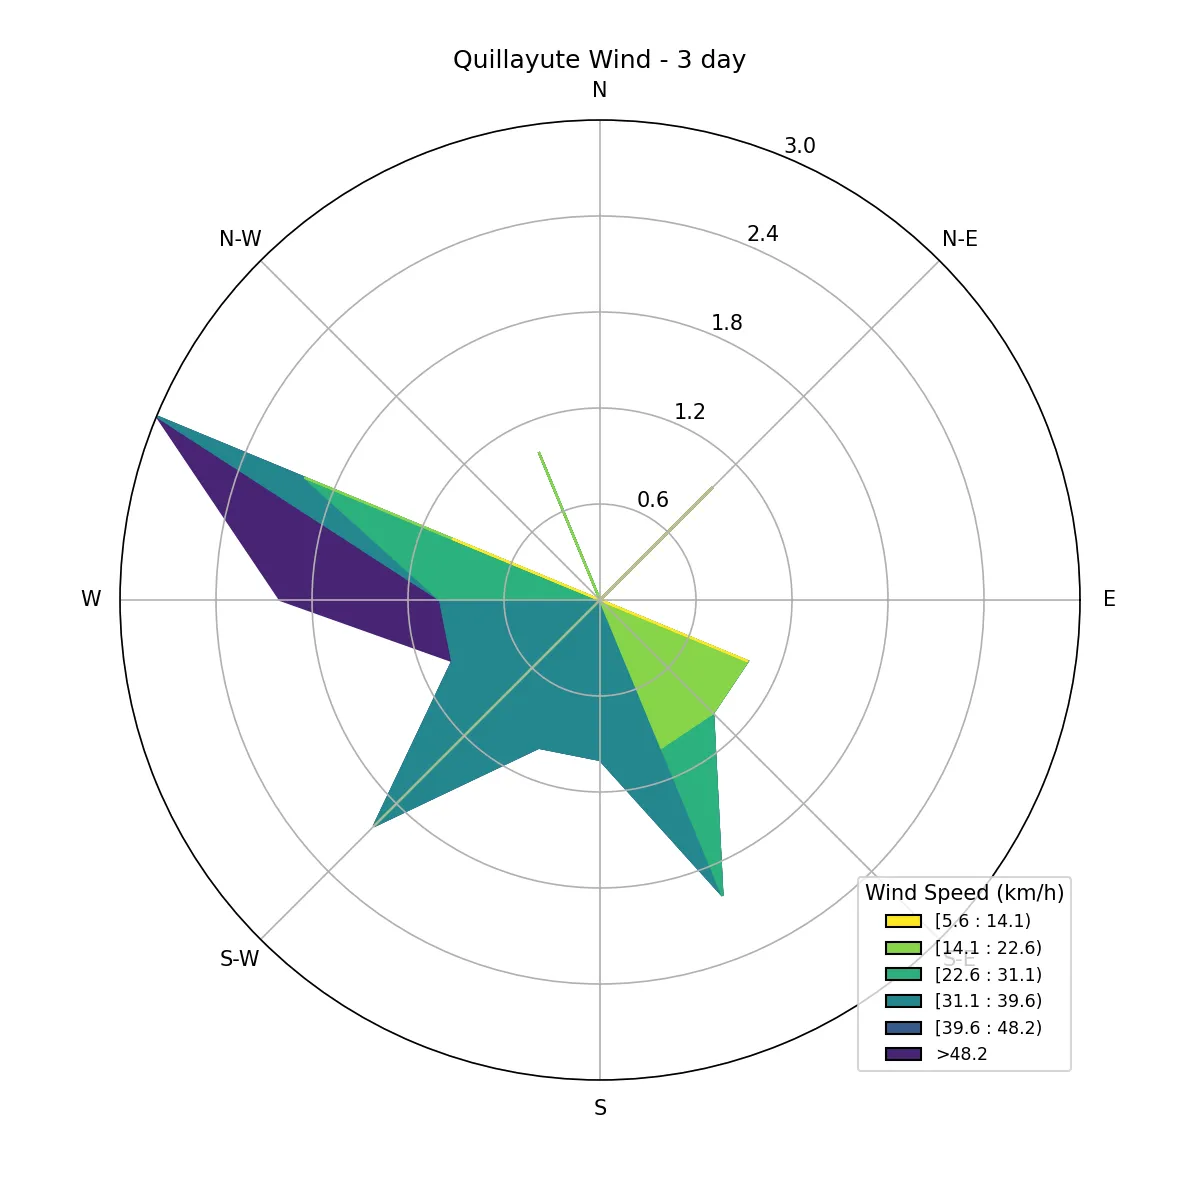 Quillayute Wind - 3 day
N
3.0
N-W
2.4
N-E
1.8
1.2
0.6
W
E
Wind Speed (km/h)
[5.6 : 14.1)
[14.1 : 22.6)
S-W
S-E
[22.6 : 31.1)
[31.1 : 39.6)
[39.6 : 48.2)
>48.2
S